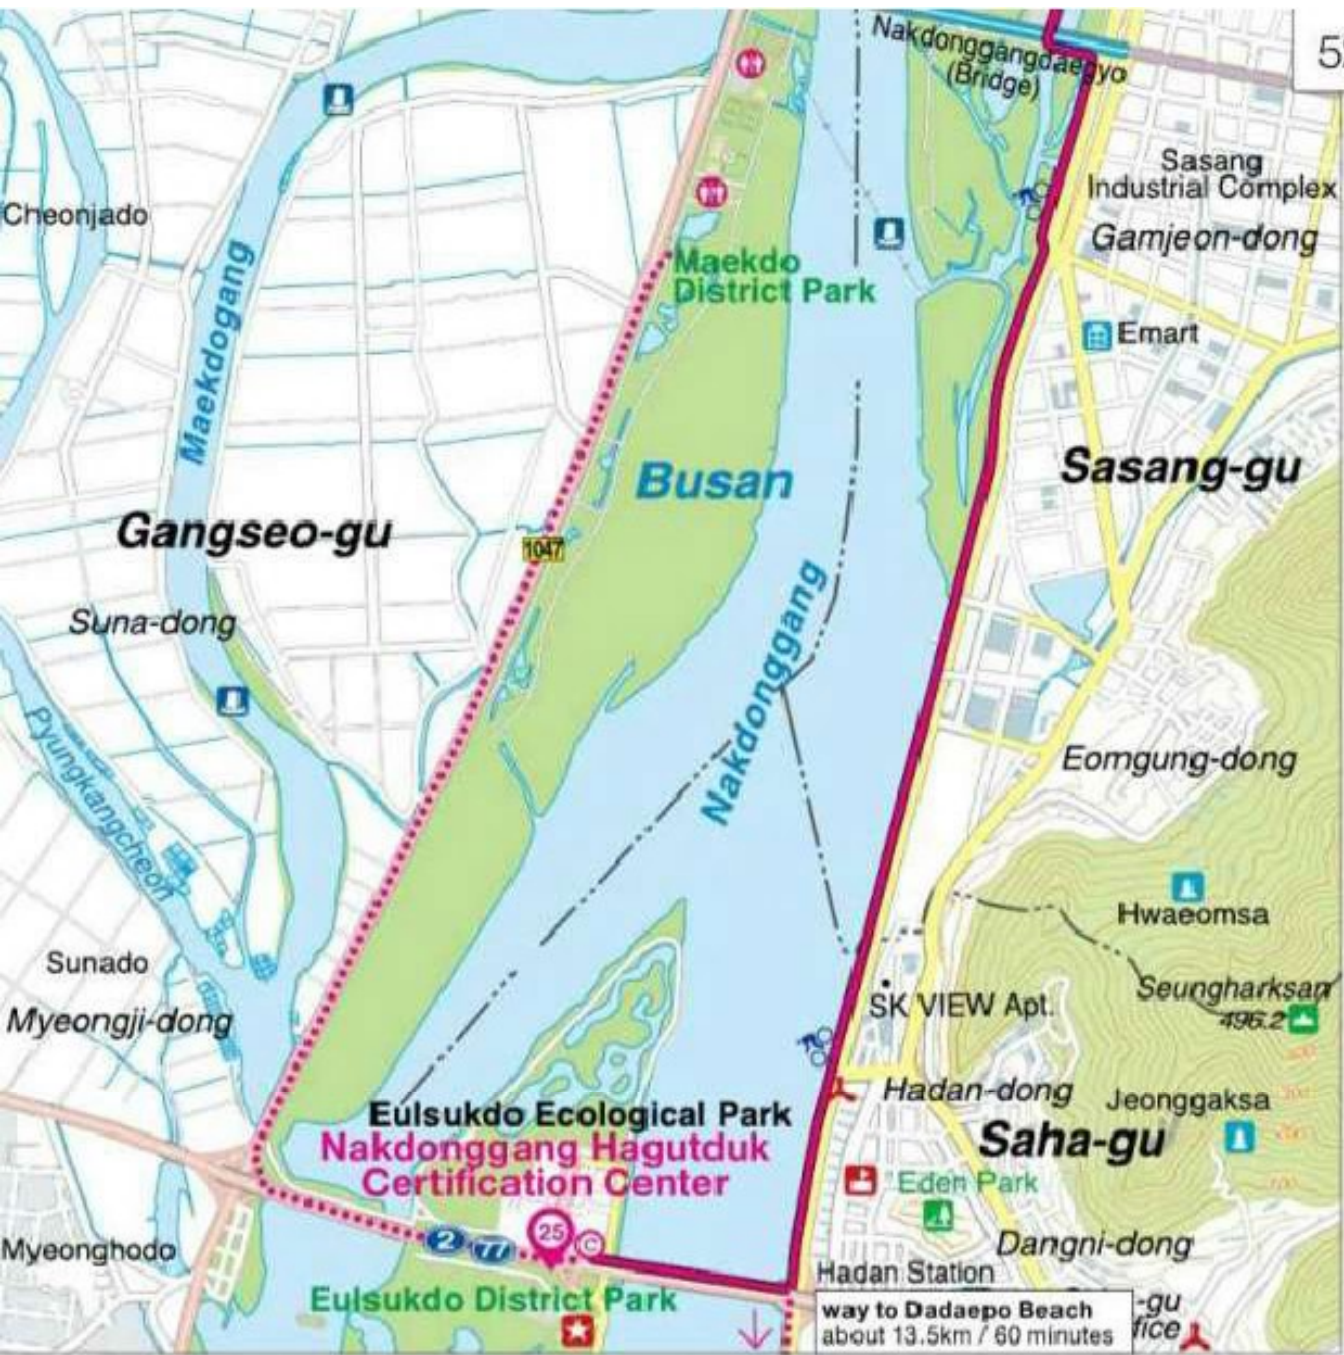 Nakdonggangdaegyo
(Bridge)
5
Sasang
Industrial Complex
Cheonjado
Gamjeon-dong
Maekdo
District Park
Maekdogang
Emart
Busan
Sasang-gu
Gangseo-gu
1047
Suna-dong
Nakdonggang
Pyungkangcheon
Eomgung-dong
Hwaeomsa
Sunado
Seungharksan
496.2
SK VIEW Apt.
Myeongji-dong
Hadan-dong
Jeonggaksa
Eulsukdo Ecological Park
Saha-gu
Nakdonggang Hagutduk
Certification Center
Eden Park
25
C
2
77
Myeonghodo
Dangni-dong
Hadan Station
Eulsukdo District Park
way to Dadaepo Beach
about 13.5km / 60 minutes
-gu
fice